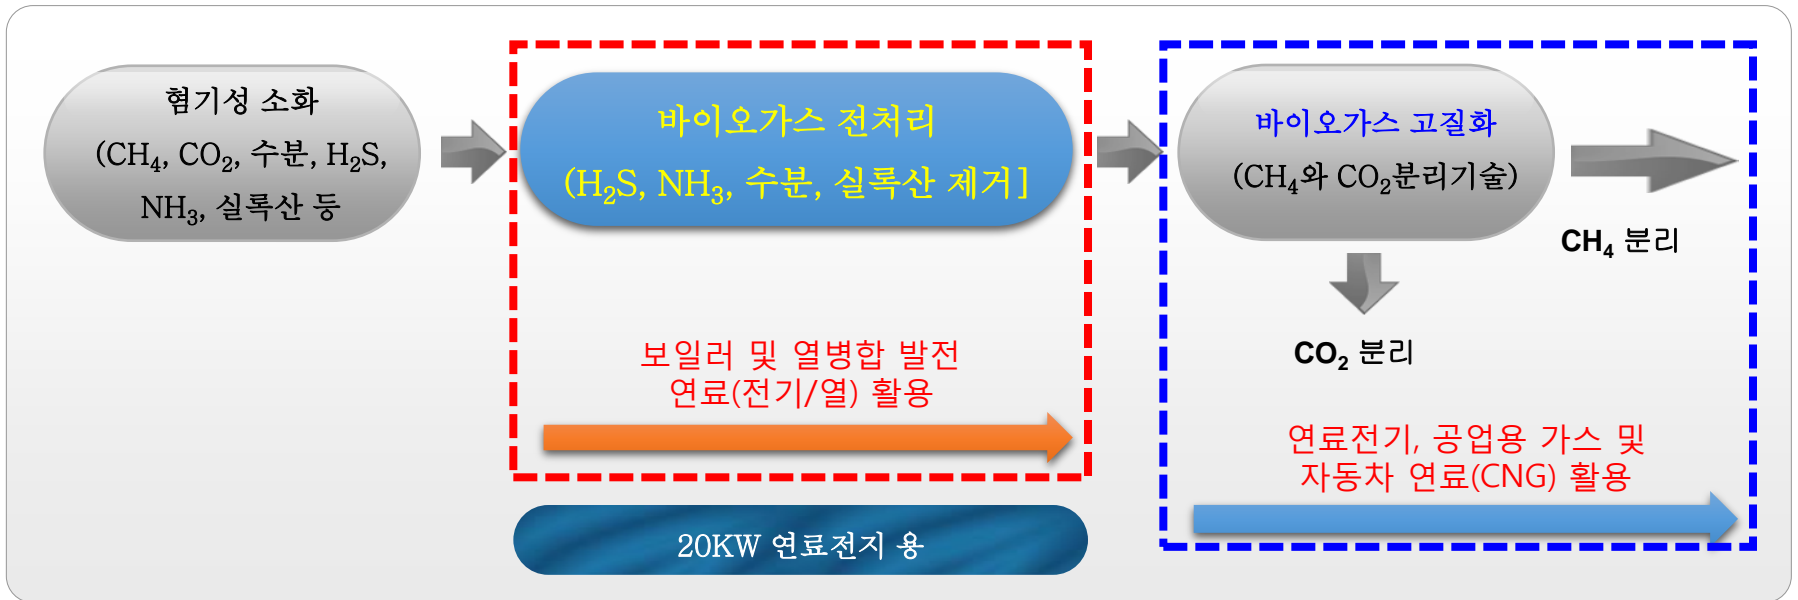 혐기성 소화
(CH₄, CO₂, 수분, H₂S,
NH₃, 실록산 등
바이오가스 전처리
(H₂S, NH₃, 수분, 실록산 제거]
보일러 및 열병합 발전
연료(전기/열) 활용
20KW 연료전지 용
바이오가스 고질화
(CH₄와 CO₂분리기술)
CH₄ 분리
CO₂ 분리
연료전기, 공업용 가스 및
자동차 연료(CNG) 활용